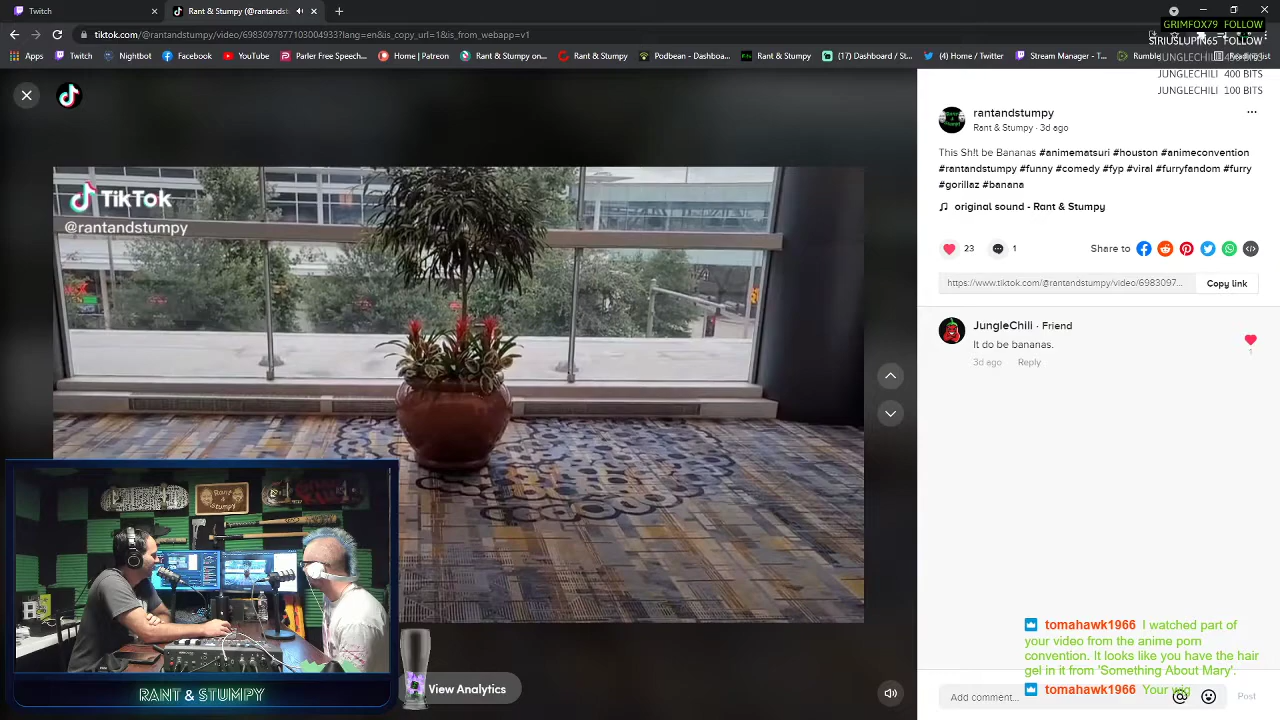 Twitch
Rant & Stumpy (@rantandst
GRIMFOX79 FOLLOW
tiktok.com/@rantandstumpy/video/6983097877103004933?lang=en&is_copy_url=1&is_from_webapp=v1
SIRIUSLUPIN65 FOLLOW
Apps
Twitch
Nightbot
Facebook
YouTube
Parler Free Speech...
Home | Patreon
Rant & Stumpy on...
Rant & Stumpy
Podbean - Dashboa...
Rant & Stumpy
(17) Dashboard / St...
(4) Home / Twitter
Stream Manager - T...
Rumble
JUNGLECHILI
JUNGLECHILI 400 BITS
JUNGLECHILI 100 BITS
TikTok
@rantandstumpy
rantandstumpy
Rant & Stumpy · 3d ago
This Sh!t be Bananas #animematsuri #houston #animeconvention
#rantandstumpy #funny #comedy #fyp #viral #furryfandom #furry
#gorillaz #banana
original sound - Rant & Stumpy
23
1
Share to
https://www.tiktok.com/@rantandstumpy/video/6983097...
Copy link
JungleChili · Friend
It do be bananas.
1
3d ago Reply
tomahawk1966 I watched part of
your video from the anime porn
convention. It looks like you have the hair
gel in it from 'Something About Mary'.
tomahawk1966 Your wig
Add comment...
Post
View Analytics
RANT & STUMPY